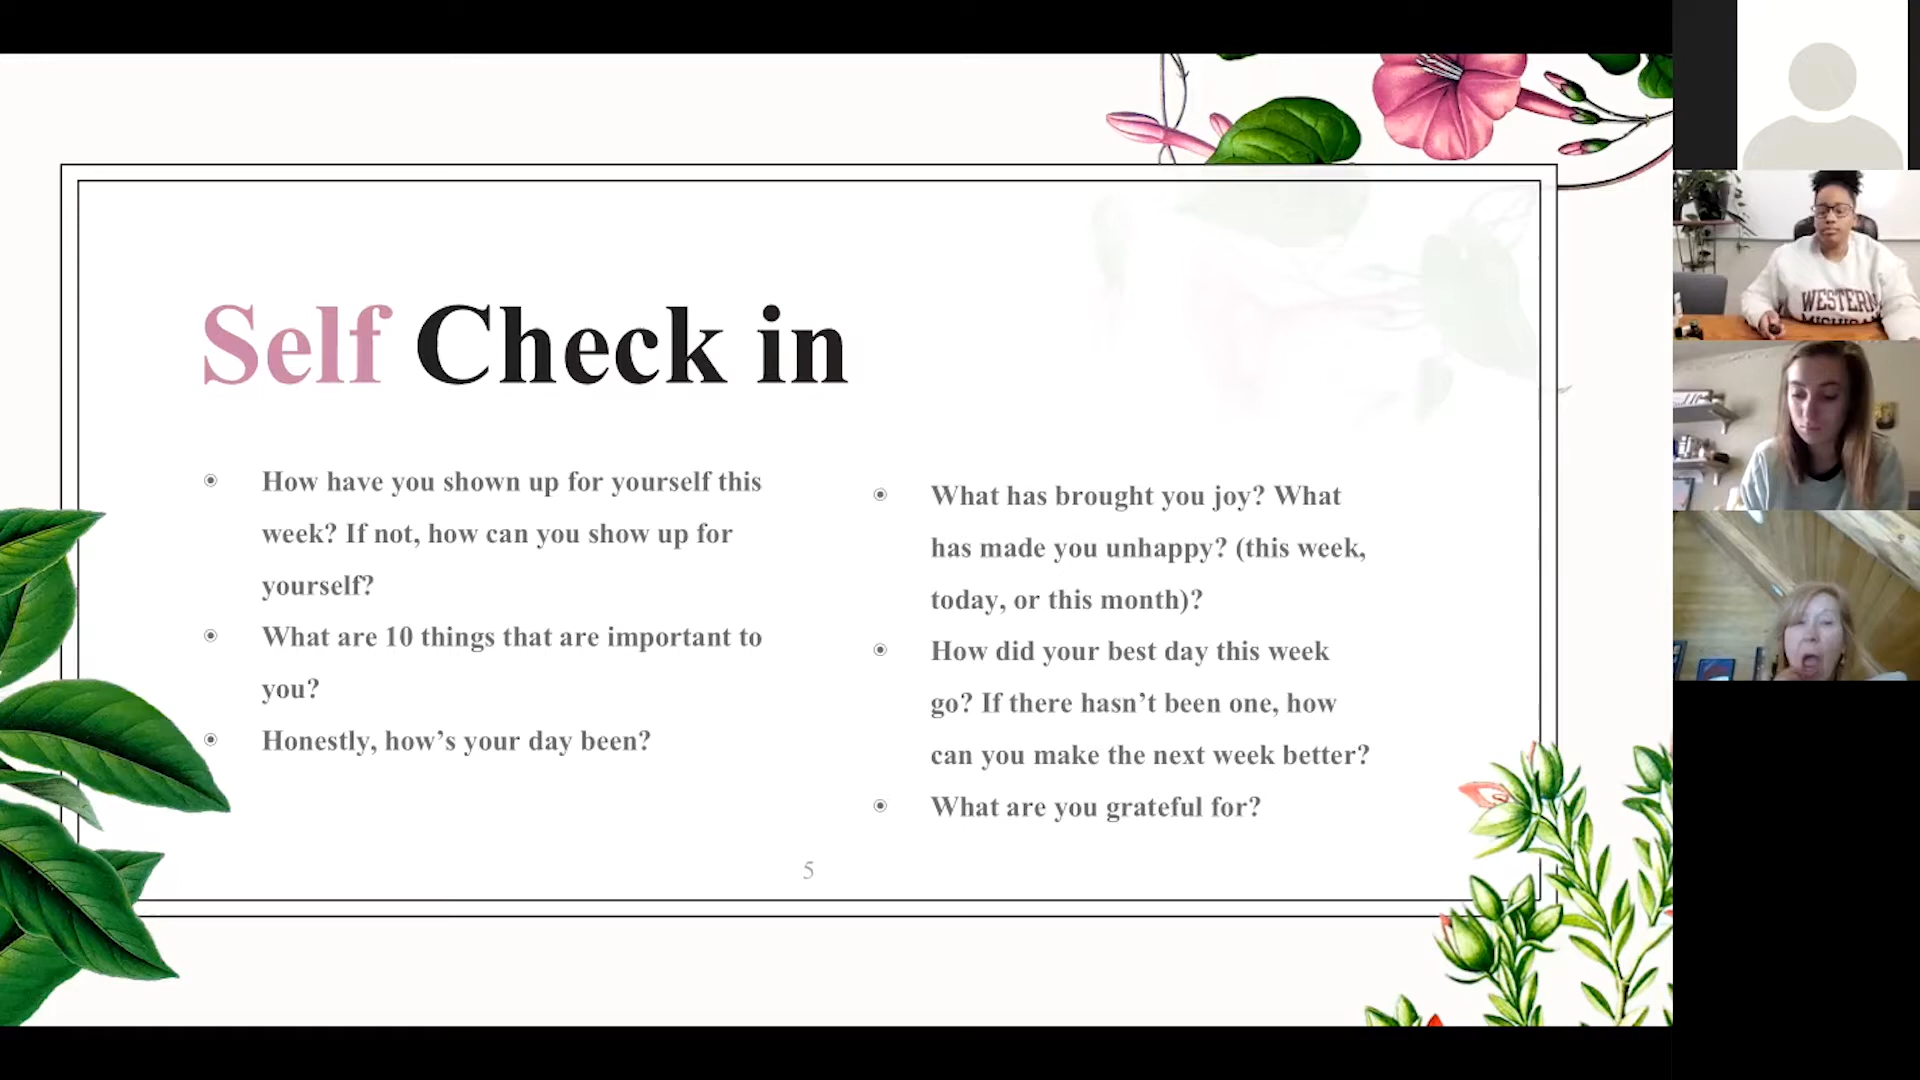 Self Check in
How have you shown up for yourself this
week? If not, how can you show up for
yourself?
What are 10 things that are important to
you?
Honestly, how's your day been?
What has brought you joy? What
has made you unhappy? (this week,
today, or this month)?
How did your best day this week
go? If there hasn't been one, how
can you make the next week better?
What are you grateful for?
5
WESTERN
MICHIGAN